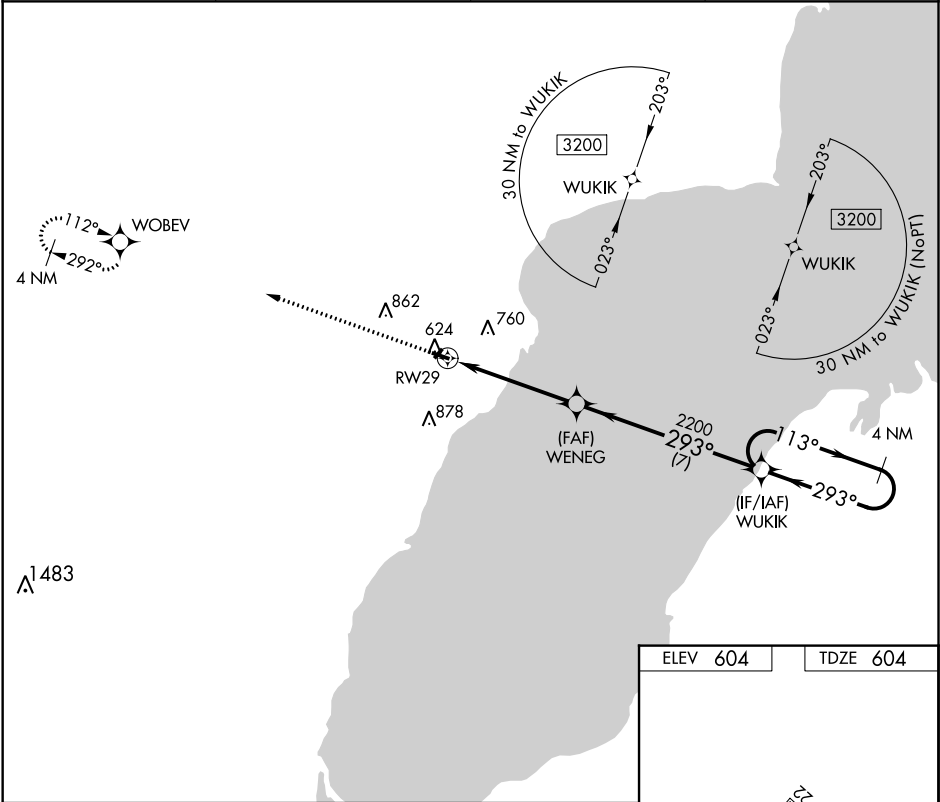 30 NM to WUKIK
203°
3200
WUKIK
023°
203°
3200
WUKIK
023°
30 NM to WUKIK (NoPT)
112°
WOBEV
292°
4 NM
862
760
624
RW29
878
(FAF)
WENEG
2200
293°
(7)
113°
4 NM
293°
(IF/IAF)
WUKIK
1483
ELEV 604
TDZE 604
22